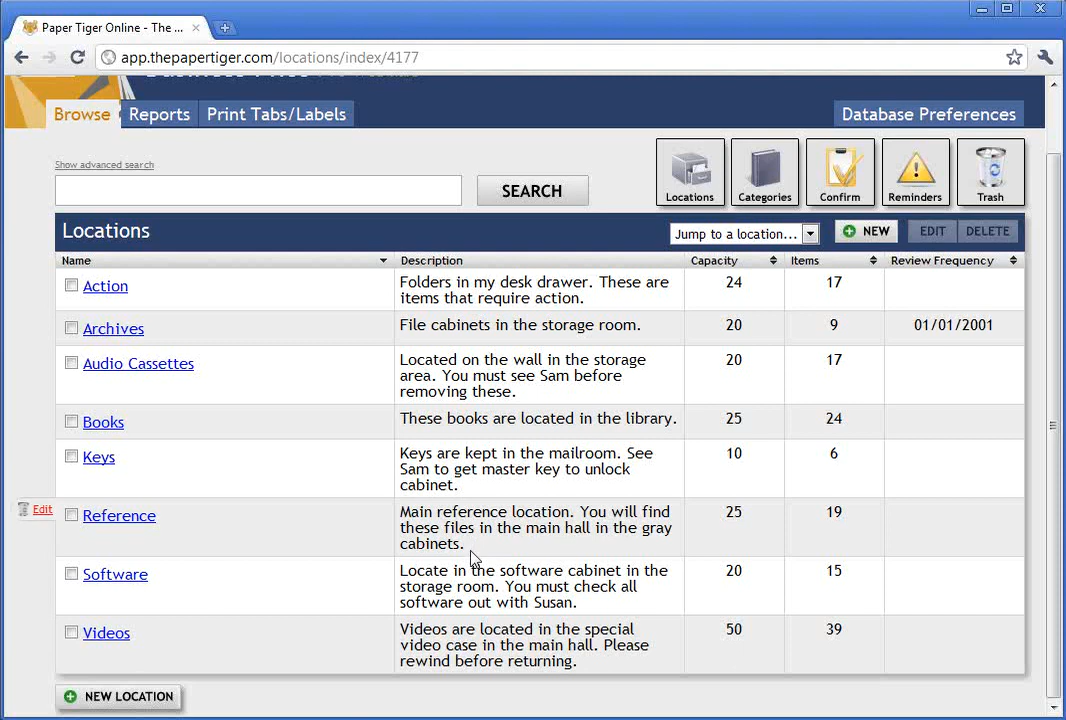 Paper Tiger Online - The ...
app.thepapertiger.com/locations/index/4177
Browse Reports Print Tabs/Labels Database Preferences
Show advanced search
SEARCH
Locations Categories Confirm Reminders Trash
Locations Jump to a location... NEW EDIT DELETE
Name Description Capacity Items Review Frequency
Action Folders in my desk drawer. These are 24 17
items that require action.
Archives File cabinets in the storage room. 20 9 01/01/2001
Audio Cassettes Located on the wall in the storage 20 17
area. You must see Sam before
removing these.
Books These books are located in the library. 25 24
Keys Keys are kept in the mailroom. See 10 6
Sam to get master key to unlock
cabinet.
Edit Reference Main reference location. You will find 25 19
these files in the main hall in the gray
cabinets.
Software Locate in the software cabinet in the 20 15
storage room. You must check all
software out with Susan.
Videos Videos are located in the special 50 39
video case in the main hall. Please
rewind before returning.
NEW LOCATION